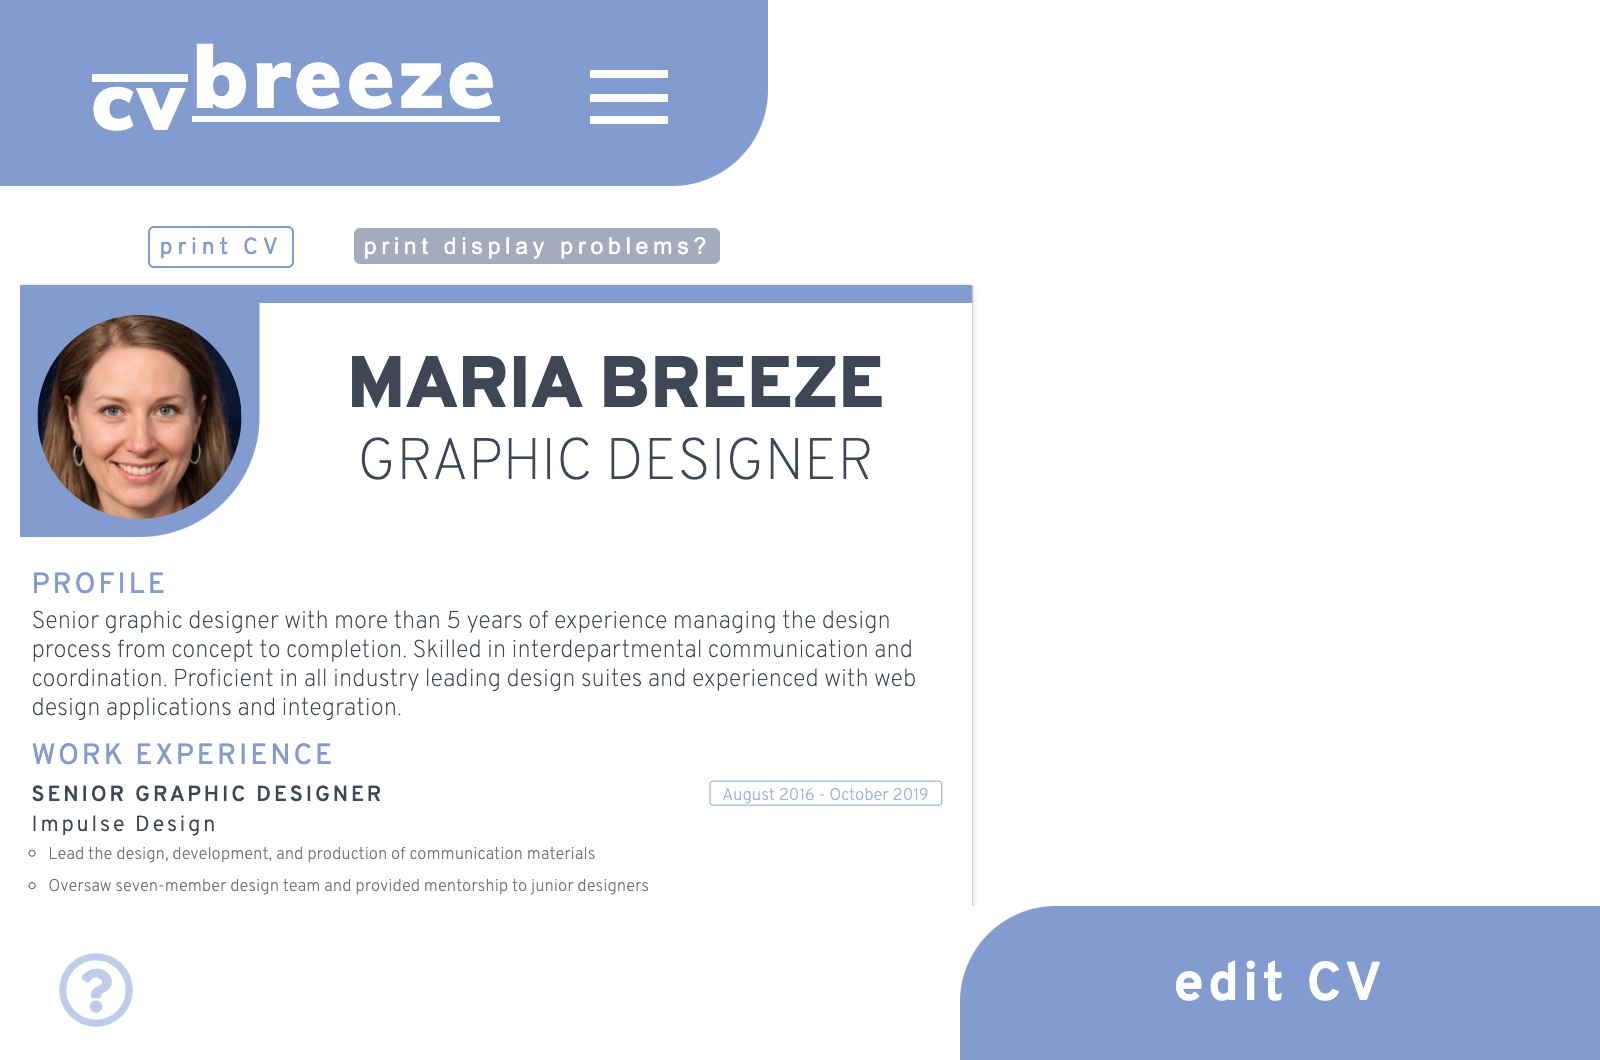 cvbreeze
print CV
print display problems?
MARIA BREEZE
GRAPHIC DESIGNER
PROFILE
Senior graphic designer with more than 5 years of experience managing the design
process from concept to completion. Skilled in interdepartmental communication and
coordination. Proficient in all industry leading design suites and experienced with web
design applications and integration.
WORK EXPERIENCE
SENIOR GRAPHIC DESIGNER
August 2016 - October 2019
Impulse Design
Lead the design, development, and production of communication materials
Oversaw seven-member design team and provided mentorship to junior designers
?
edit CV